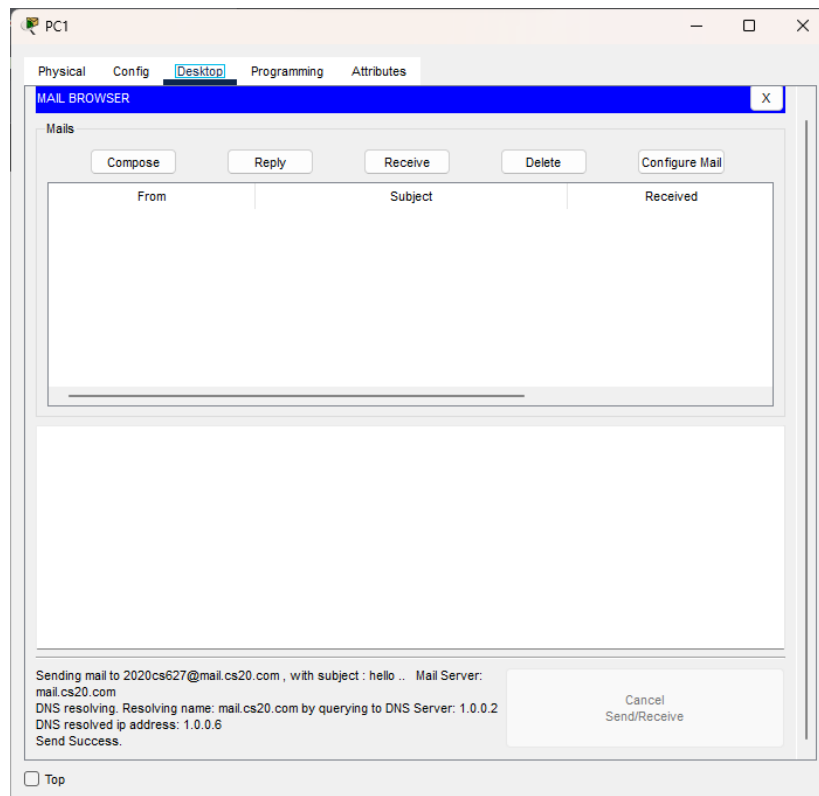 PC1
Physical Config Desktop Programming Attributes
MAIL BROWSER X
Mails
Compose Reply Receive Delete Configure Mail
From Subject Received
Sending mail to 2020cs627@mail.cs20.com , with subject : hello .. Mail Server:
mail.cs20.com
DNS resolving. Resolving name: mail.cs20.com by querying to DNS Server: 1.0.0.2
DNS resolved ip address: 1.0.0.6
Send Success.
Cancel
Send/Receive
Top